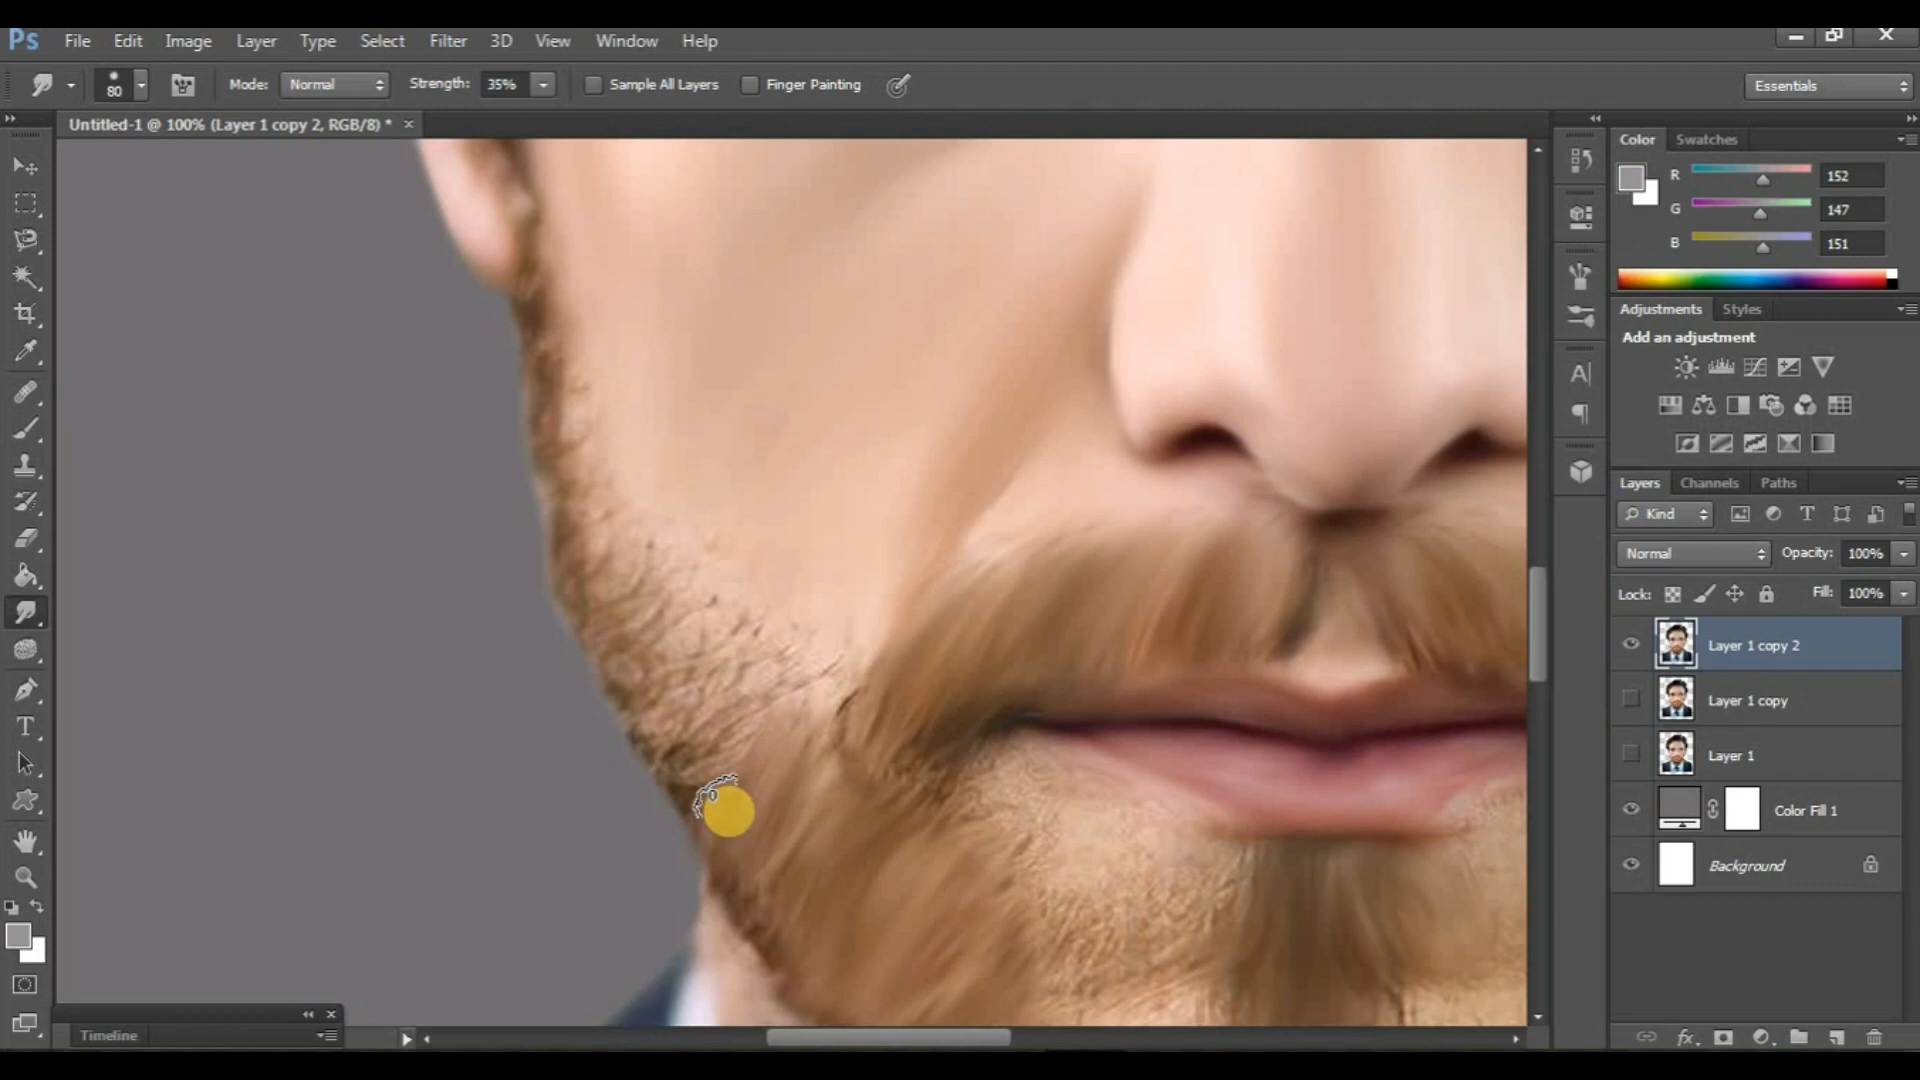 Ps File Edit Image Layer Type Select Filter 3D View Window Help
80 Mode: Normal Strength: 35% Sample All Layers Finger Painting Essentials
Untitled-1 @ 100% (Layer 1 copy 2, RGB/8) * ×
Color Swatches
R 152
G 147
B 151
Adjustments Styles
Add an adjustment
Layers Channels Paths
Kind
Normal Opacity: 100%
Lock: Fill: 100%
Layer 1 copy 2
Layer 1 copy
Layer 1
Color Fill 1
Background
Timeline